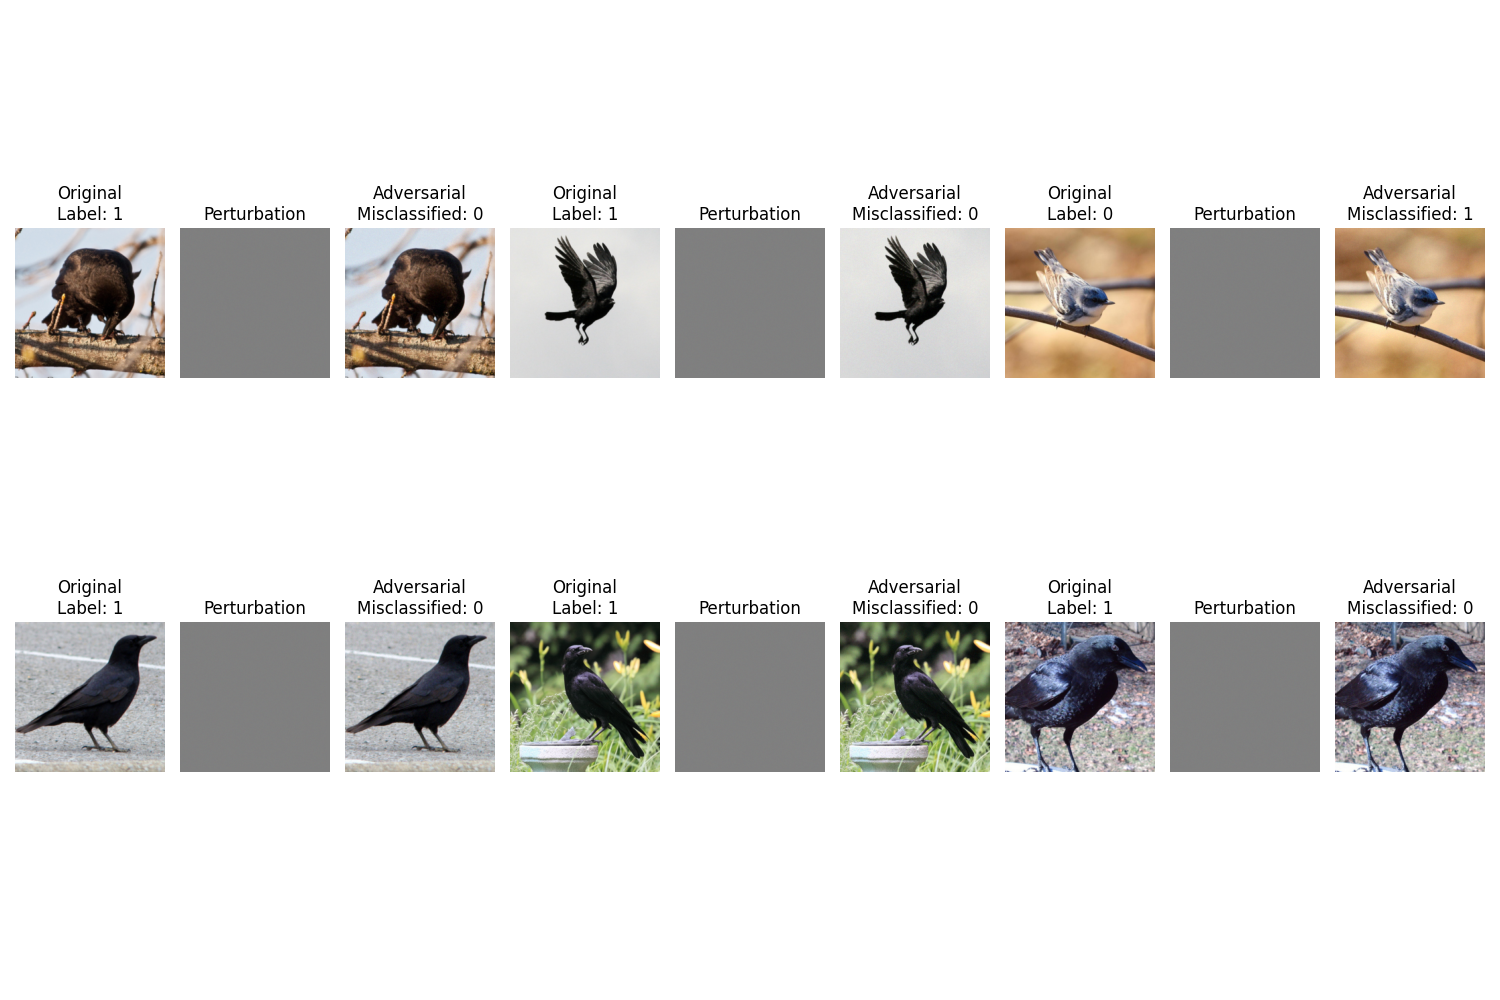 Original
Label: 1
Perturbation
Adversarial
Misclassified: 0
Original
Label: 1
Perturbation
Adversarial
Misclassified: 0
Original
Label: 0
Perturbation
Adversarial
Misclassified: 1
Original
Label: 1
Perturbation
Adversarial
Misclassified: 0
Original
Label: 1
Perturbation
Adversarial
Misclassified: 0
Original
Label: 1
Perturbation
Adversarial
Misclassified: 0